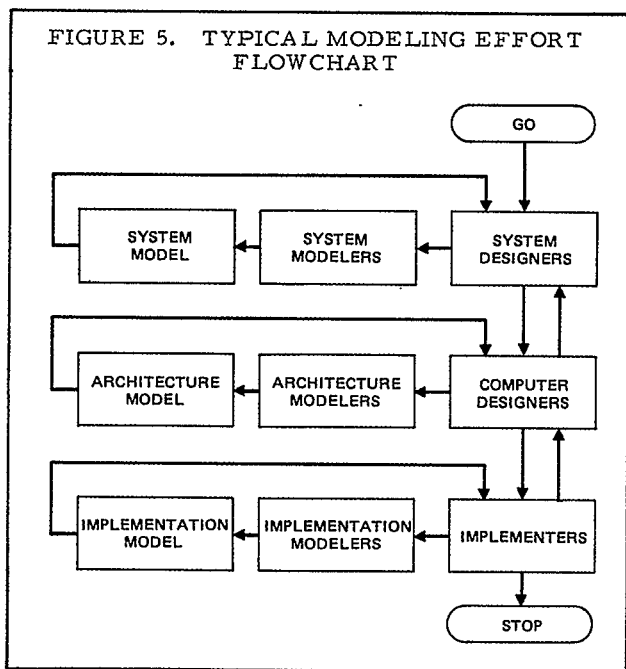 FIGURE 5. TYPICAL MODELING EFFORT
FLOWCHART
GO
SYSTEM
MODEL
SYSTEM
MODELERS
SYSTEM
DESIGNERS
ARCHITECTURE
MODEL
ARCHITECTURE
MODELERS
COMPUTER
DESIGNERS
IMPLEMENTATION
MODEL
IMPLEMENTATION
MODELERS
IMPLEMENTERS
STOP